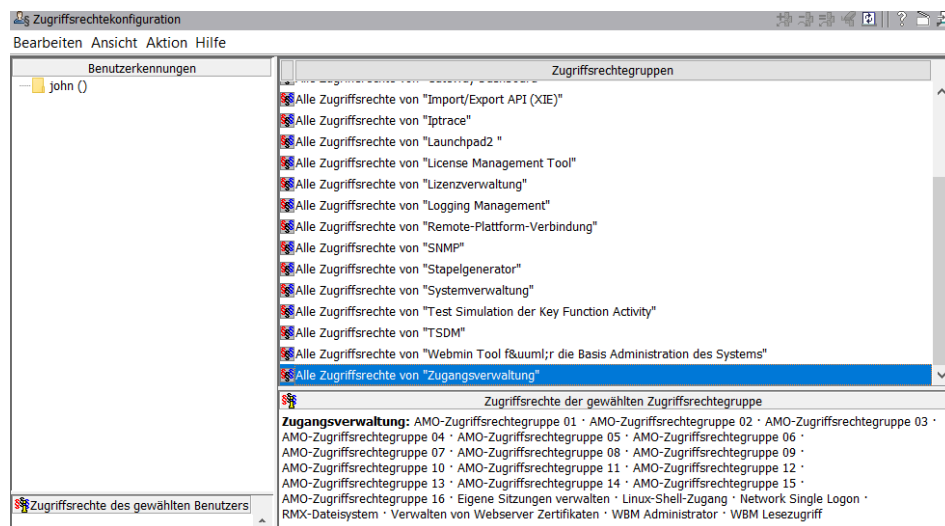 Zugriffsrechtekonfiguration
Bearbeiten Ansicht Aktion Hilfe
Benutzerkennungen
john ()
Zugriffsrechtegruppen
Alle Zugriffsrechte von "Import/Export API (XIE)"
Alle Zugriffsrechte von "Iptrace"
Alle Zugriffsrechte von "Launchpad2 "
Alle Zugriffsrechte von "License Management Tool"
Alle Zugriffsrechte von "Lizenzverwaltung"
Alle Zugriffsrechte von "Logging Management"
Alle Zugriffsrechte von "Remote-Plattform-Verbindung"
Alle Zugriffsrechte von "SNMP"
Alle Zugriffsrechte von "Stapelgenerator"
Alle Zugriffsrechte von "Systemverwaltung"
Alle Zugriffsrechte von "Test Simulation der Key Function Activity"
Alle Zugriffsrechte von "TSDM"
Alle Zugriffsrechte von "Webmin Tool f&uuml;r die Basis Administration des Systems"
Alle Zugriffsrechte von "Zugangsverwaltung"
Zugriffsrechte der gewählten Zugriffsrechtegruppe
Zugangsverwaltung: AMO-Zugriffsrechtegruppe 01 · AMO-Zugriffsrechtegruppe 02 · AMO-Zugriffsrechtegruppe 03 ·
AMO-Zugriffsrechtegruppe 04 · AMO-Zugriffsrechtegruppe 05 · AMO-Zugriffsrechtegruppe 06 ·
AMO-Zugriffsrechtegruppe 07 · AMO-Zugriffsrechtegruppe 08 · AMO-Zugriffsrechtegruppe 09 ·
AMO-Zugriffsrechtegruppe 10 · AMO-Zugriffsrechtegruppe 11 · AMO-Zugriffsrechtegruppe 12 ·
AMO-Zugriffsrechtegruppe 13 · AMO-Zugriffsrechtegruppe 14 · AMO-Zugriffsrechtegruppe 15 ·
AMO-Zugriffsrechtegruppe 16 · Eigene Sitzungen verwalten · Linux-Shell-Zugang · Network Single Logon ·
RMX-Dateisystem · Verwalten von Webserver Zertifikaten · WBM Administrator · WBM Lesezugriff
Zugriffsrechte des gewählten Benutzers